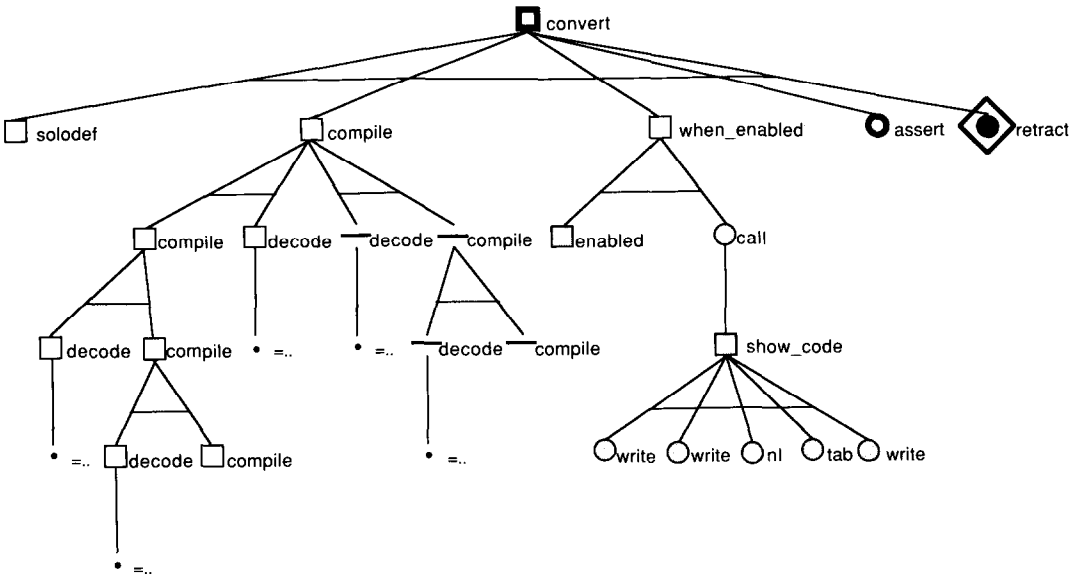 convert
solodef
compile
when_enabled
assert
retract
compile
decode
decode
compile
enabled
call
decode
compile
=..
=..
decode
compile
show_code
=..
decode
compile
=..
write
write
nl
tab
write
=..